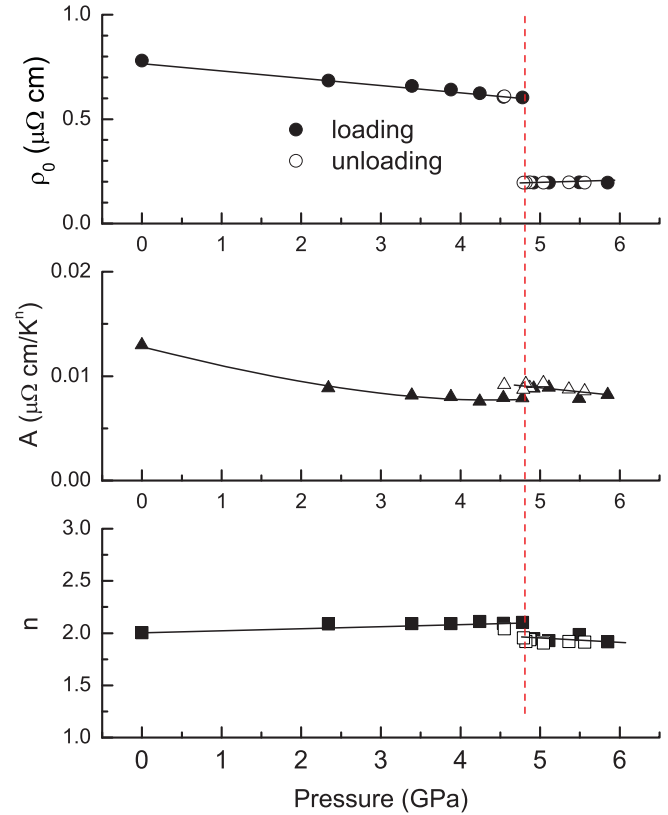 1.0
0.5
0.0
ρ0 (μΩ cm)
loading
unloading
0 1 2 3 4 5 6
0.02
0.01
0.00
A (μΩ cm/Kⁿ)
0 1 2 3 4 5 6
3.0
2.5
2.0
1.5
1.0
n
0 1 2 3 4 5 6
Pressure (GPa)